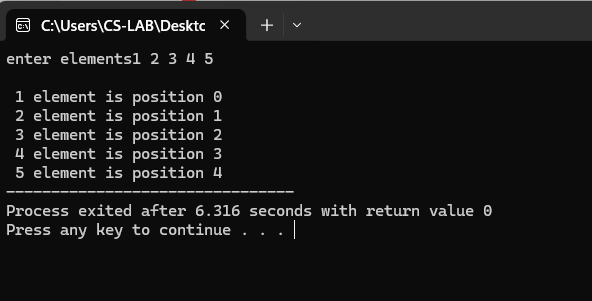 C:\Users\CS-LAB\Desktc
enter elements1 2 3 4 5
1 element is position 0
2 element is position 1
3 element is position 2
4 element is position 3
5 element is position 4
--------------------------------
Process exited after 6.316 seconds with return value 0
Press any key to continue . . .